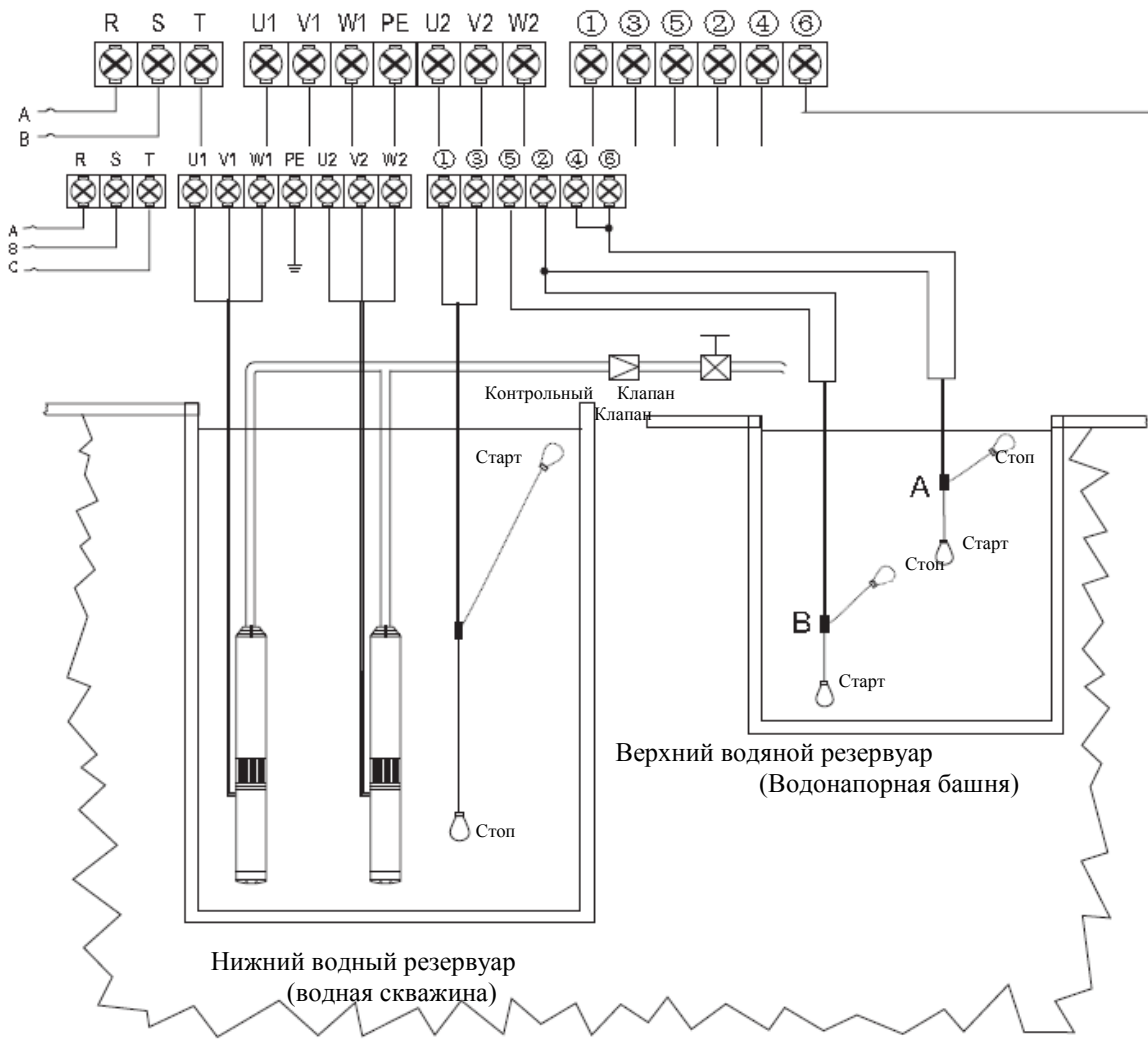 R S T U1 V1 W1 PE U2 V2 W2 ① ③ ⑤ ② ④ ⑥
A
B
R S T U1 V1 W1 PE U2 V2 W2 ① ③ ⑤ ② ④ ⑥
A
8
C
Контрольный Клапан
Клапан
Старт
Стоп
A
Старт
Стоп
B
Старт
Стоп
Верхний водяной резервуар
(Водонапорная башня)
Нижний водный резервуар
(водная скважина)